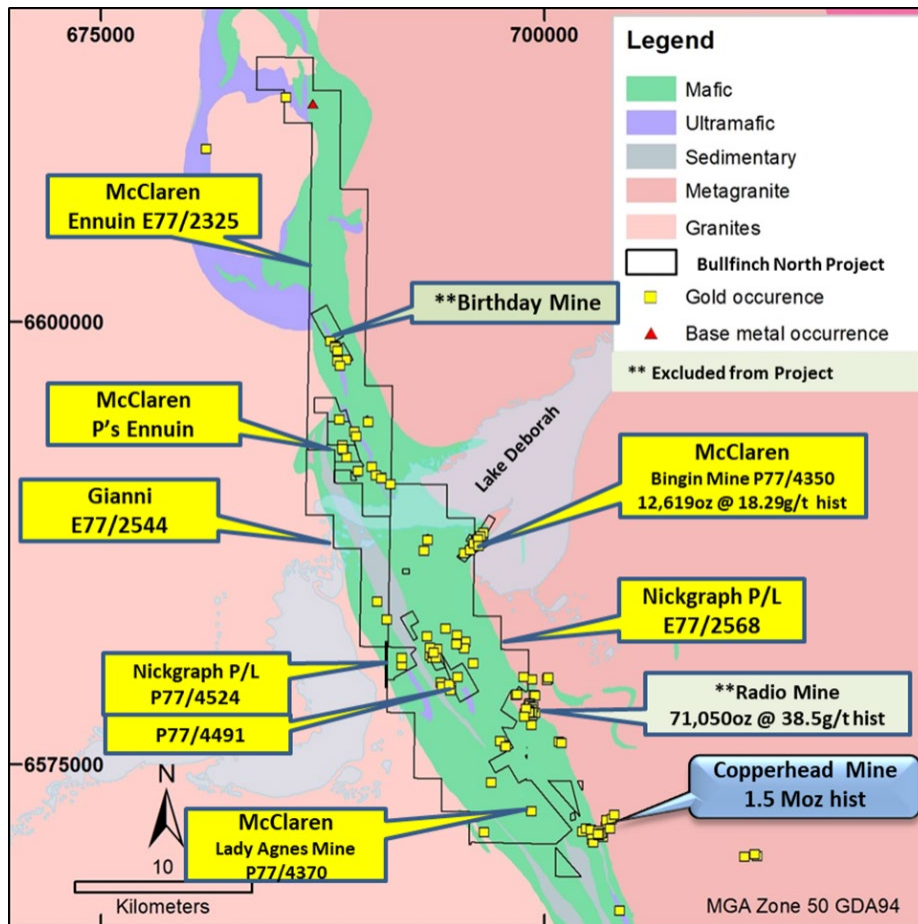 675000
700000
Legend
Mafic
Ultramafic
Sedimentary
Metagranite
Granites
Bullfinch North Project
Gold occurence
Base metal occurrence
** Excluded from Project
McClaren
Ennuin E77/2325
6600000
**Birthday Mine
McClaren
P's Ennuin
Lake Deborah
McClaren
Bingin Mine P77/4350
12,619oz @ 18.29g/t hist
Gianni
E77/2544
Nickgraph P/L
E77/2568
Nickgraph P/L
P77/4524
**Radio Mine
71,050oz @ 38.5g/t hist
P77/4491
6575000
Copperhead Mine
1.5 Moz hist
N
McClaren
Lady Agnes Mine
P77/4370
10
Kilometers
MGA Zone 50 GDA94